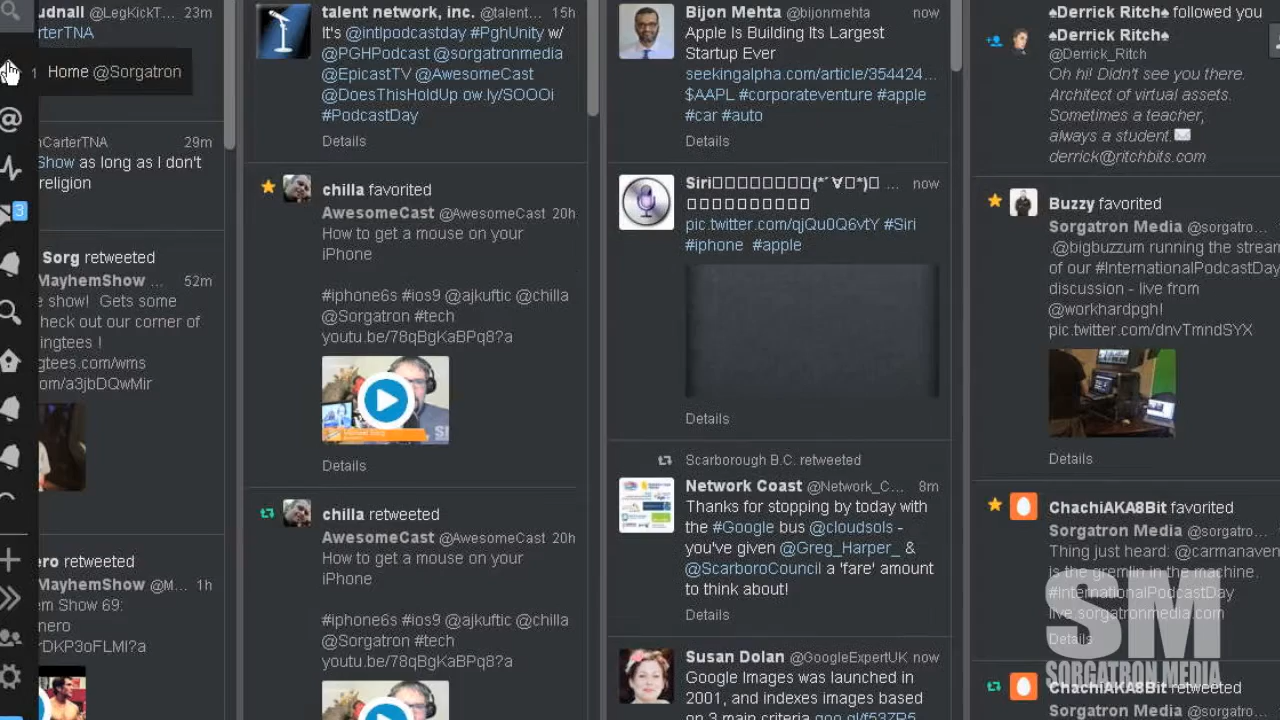 udnall @LegKickT... 23m
arterTNA
1 Home @Sorgatron
nCarterTNA 29m
Show as long as I don't
religion
Sorg retweeted
MayhemShow ... 52m
e show! Gets some
heck out our corner of
ingtees !
ngtees.com/wms
om/a3jbDQwMir
ero retweeted
MayhemShow @M... 1h
em Show 69:
nero
rDKP3oFLMI?a
@
3
talent network, inc. @talent... 15h
It's @intlpodcastday #PghUnity w/
@PGHPodcast @sorgatronmedia
@EpicastTV @AwesomeCast
@DoesThisHoldUp ow.ly/SOOOi
#PodcastDay
Details
chilla favorited
AwesomeCast @AwesomeCast 20h
How to get a mouse on your
iPhone
#iphone6s #ios9 @ajkuftic @chilla
@Sorgatron #tech
youtu.be/78qBgKaBPq8?a
Details
chilla retweeted
AwesomeCast @AwesomeCast 20h
How to get a mouse on your
iPhone
#iphone6s #ios9 @ajkuftic @chilla
@Sorgatron #tech
youtu.be/78qBgKaBPq8?a
Bijon Mehta @bijonmehta now
Apple Is Building Its Largest
Startup Ever
seekingalpha.com/article/354424...
$AAPL #corporateventure #apple
#car #auto
Details
Siri▯▯▯▯▯▯▯▯(*´∀▯*)▯ ... now
▯▯▯▯▯▯▯▯▯▯
pic.twitter.com/qjQu0Q6vtY #Siri
#iphone #apple
Details
Scarborough B.C. retweeted
Network Coast @Network_C... 8m
Thanks for stopping by today with
the #Google bus @cloudsols -
you've given @Greg_Harper_ &
@ScarboroCouncil a 'fare' amount
to think about!
Details
Susan Dolan @GoogleExpertUK now
Google Images was launched in
2001, and indexes images based
on 3 main criteria goo.gl/f53Z75
♠Derrick Ritch♠ followed you
♠Derrick Ritch♠
@Derrick_Ritch
Oh hi! Didn't see you there.
Architect of virtual assets.
Sometimes a teacher,
always a student.
derrick@ritchbits.com
Buzzy favorited
Sorgatron Media @sorgatro...
.@bigbuzzum running the stream
of our #InternationalPodcastDay
discussion - live from
@workhardpgh!
pic.twitter.com/dnvTmndSYX
Details
ChachiAKA8Bit favorited
Sorgatron Media @sorgatro...
Thing just heard: @carmanaven
is the gremlin in the machine.
#InternationalPodcastDay
live.sorgatronmedia.com
Details
ChachiAKA8Bit retweeted
Sorgatron Media @sorgatro...
SM
SORGATRON MEDIA